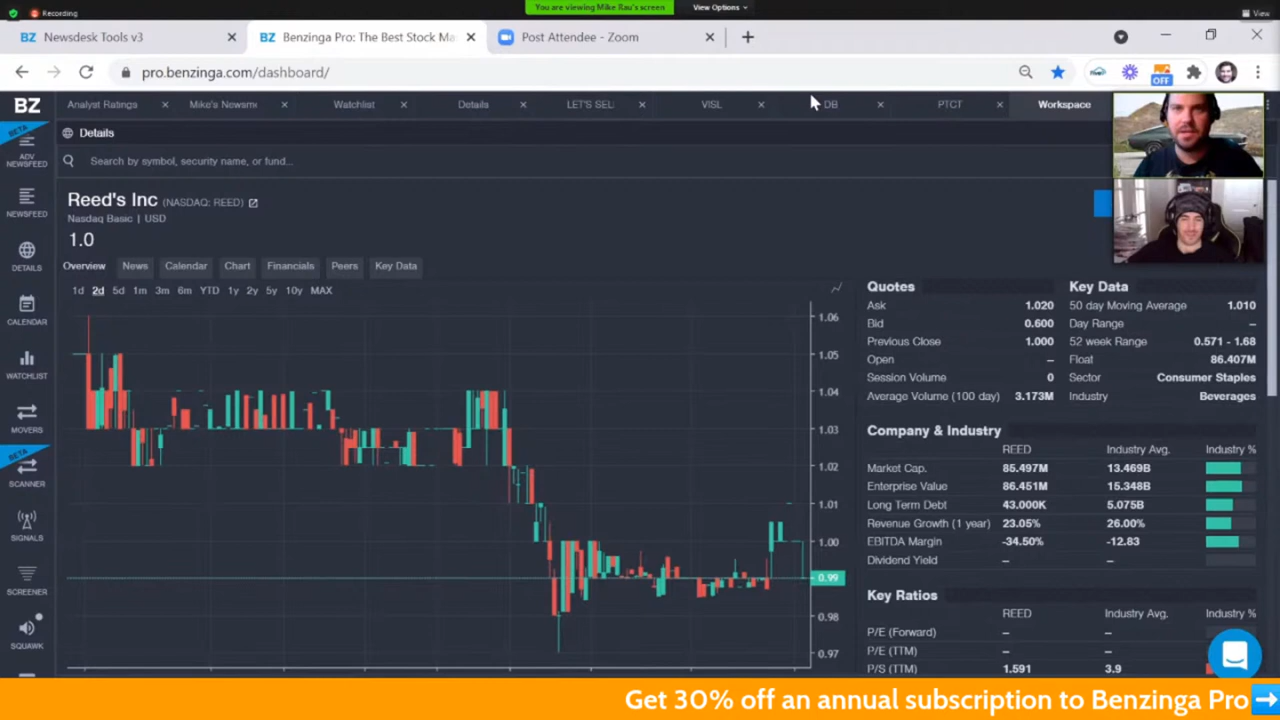 Recording
You are viewing Mike Rau's screen
View Options
View
BZ Newsdesk Tools v3
BZ Benzinga Pro: The Best Stock Ma
Post Attendee - Zoom
pro.benzinga.com/dashboard/
OFF
BZ
Analyst Ratings
Mike's Newsm
Watchlist
Details
LET'S SEL
VISL
DB
PTCT
Workspace
Details
BETA
ADV
NEWSFEED
Search by symbol, security name, or fund...
NEWSFEED
Reed's Inc (NASDAQ: REED)
Nasdaq Basic | USD
1.0
DETAILS
Overview News Calendar Chart Financials Peers Key Data
1d 2d 5d 1m 3m 6m YTD 1y 2y 5y 10y MAX
CALENDAR
WATCHLIST
MOVERS
BETA
SCANNER
SIGNALS
SCREENER
SQUAWK
1.06
1.05
1.04
1.03
1.02
1.01
1.00
0.99
0.98
0.97
Quotes
Ask 1.020
Bid 0.600
Previous Close 1.000
Open –
Session Volume 0
Average Volume (100 day) 3.173M
Key Data
50 day Moving Average 1.010
Day Range –
52 week Range 0.571 - 1.68
Float 86.407M
Sector Consumer Staples
Industry Beverages
Company & Industry
REED Industry Avg. Industry %
Market Cap. 85.497M 13.469B
Enterprise Value 86.451M 15.348B
Long Term Debt 43.000K 5.075B
Revenue Growth (1 year) 23.05% 26.00%
EBITDA Margin -34.50% -12.83
Dividend Yield – –
Key Ratios
REED Industry Avg. Industry %
P/E (Forward) – –
P/E (TTM) – –
P/S (TTM) 1.591 3.9
Get 30% off an annual subscription to Benzinga Pro